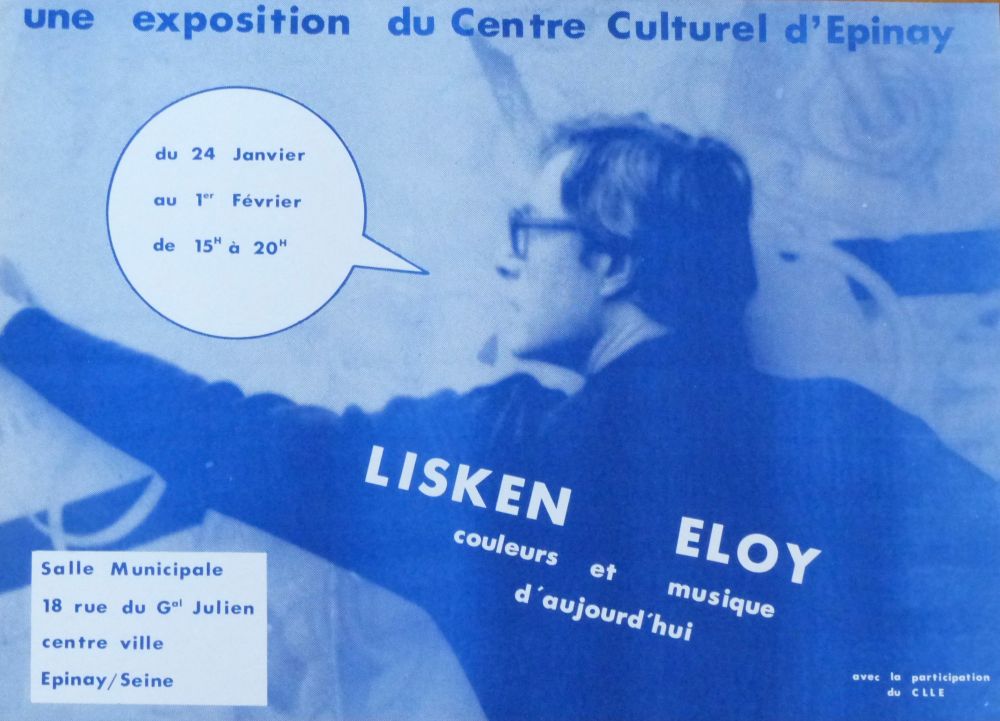 une exposition du Centre Culturel d'Epinay
du 24 Janvier
au 1er Février
de 15H à 20H
LISKEN ELOY
couleurs et musique
d'aujourd'hui
Salle Municipale
18 rue du Gal Julien
centre ville
Epinay/Seine
avec la participation
du CLLE